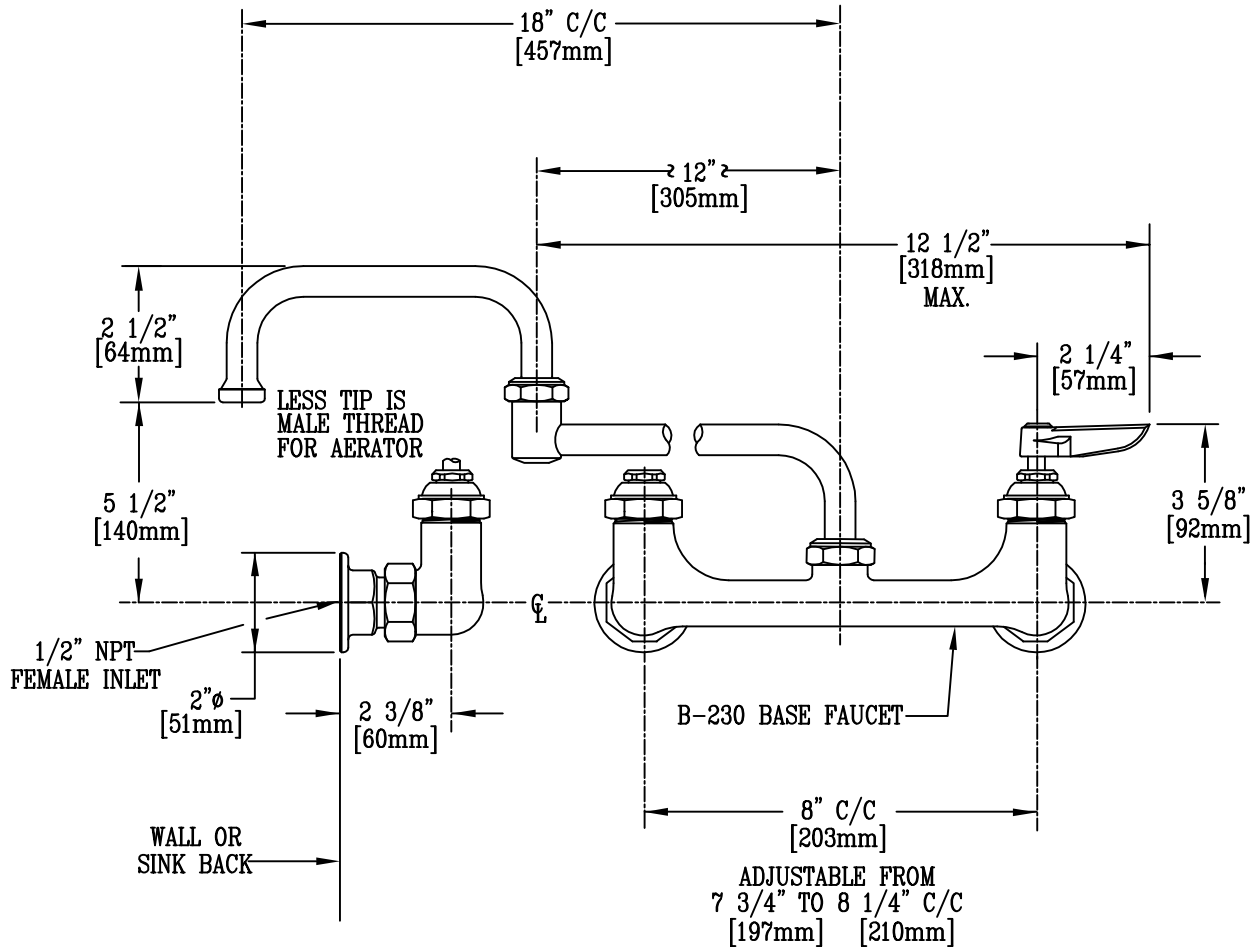 18" C/C
[457mm]
12"
[305mm]
12 1/2"
[318mm]
MAX.
2 1/2"
[64mm]
2 1/4"
[57mm]
LESS TIP IS
MALE THREAD
FOR AERATOR
5 1/2"
[140mm]
3 5/8"
[92mm]
℄
1/2" NPT
FEMALE INLET
2"ø
[51mm]
2 3/8"
[60mm]
B-230 BASE FAUCET
8" C/C
[203mm]
WALL OR
SINK BACK
ADJUSTABLE FROM
7 3/4" TO 8 1/4" C/C
[197mm] [210mm]